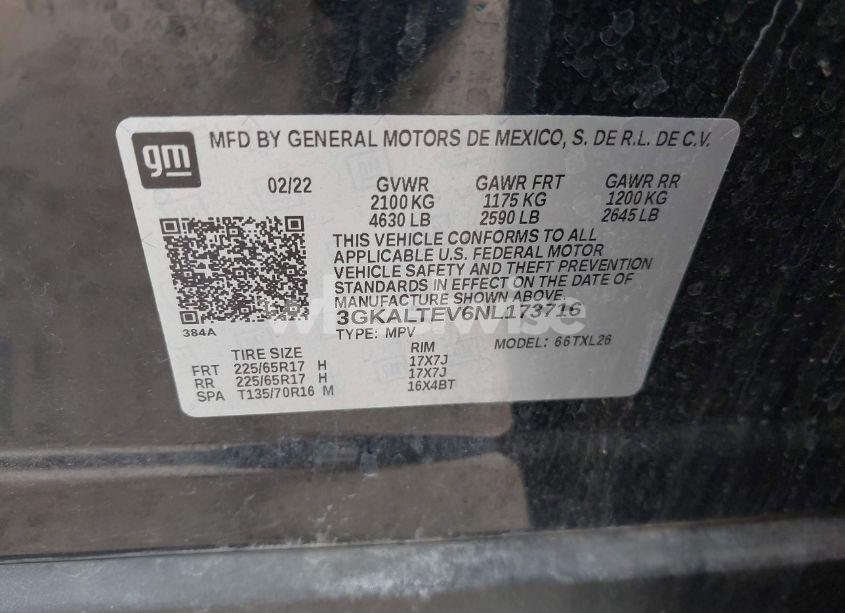 gm
MFD BY GENERAL MOTORS DE MEXICO, S. DE R.L. DE C.V.
02/22 GVWR GAWR FRT GAWR RR
2100 KG 1175 KG 1200 KG
4630 LB 2590 LB 2645 LB
THIS VEHICLE CONFORMS TO ALL
APPLICABLE U.S. FEDERAL MOTOR
VEHICLE SAFETY AND THEFT PREVENTION
STANDARDS IN EFFECT ON THE DATE OF
MANUFACTURE SHOWN ABOVE.
3GKALTEV6NL173716
384A
TYPE: MPV MODEL: 66TXL26
TIRE SIZE RIM
FRT 225/65R17 H 17X7J
RR 225/65R17 H 17X7J
SPA T135/70R16 M 16X4BT